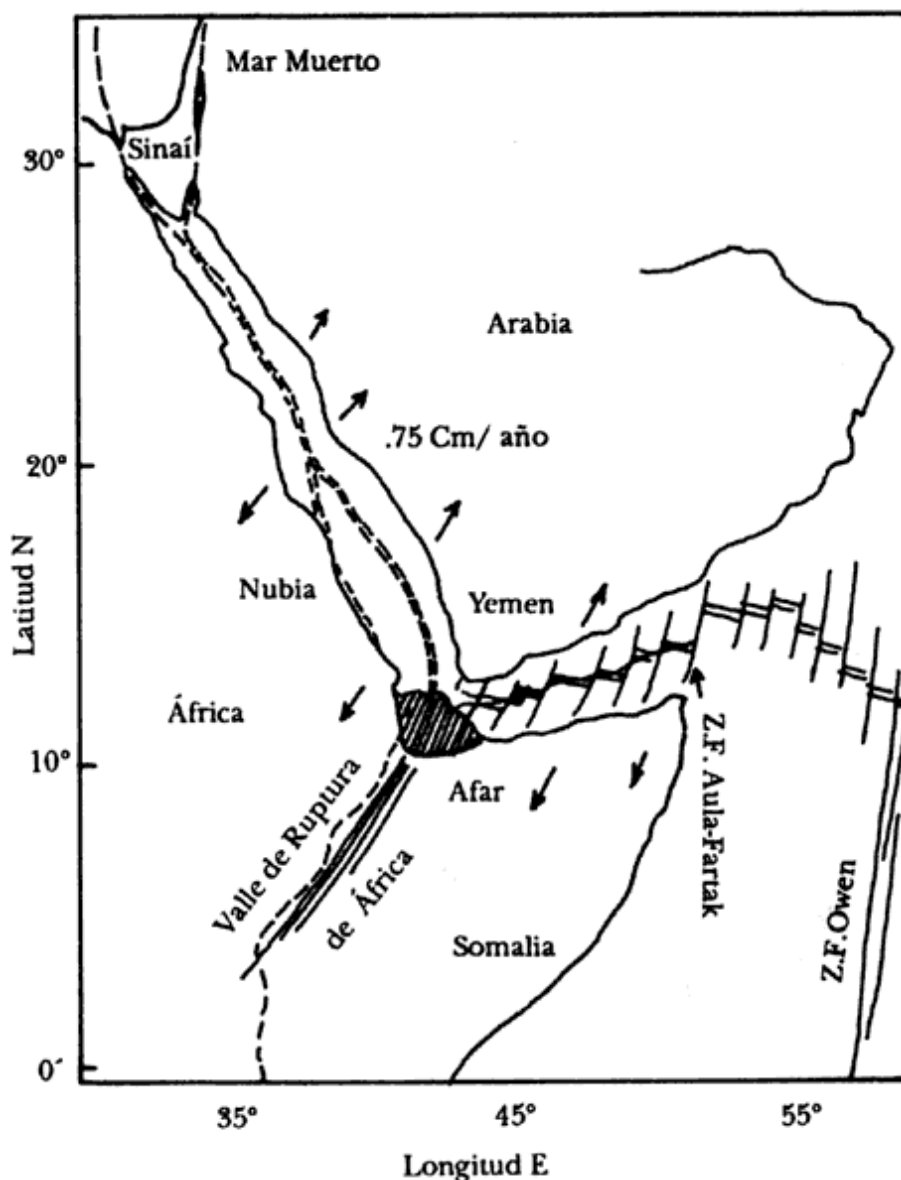 Mar Muerto
Sinaí
30°
Arabia
.75 Cm/ año
20°
Latitud N
Nubia
Yemen
África
10°
Afar
Valle de Ruptura
de África
Z.F. Aula-Fartak
Somalia
Z.F.Owen
0´
35°
45°
55°
Longitud E